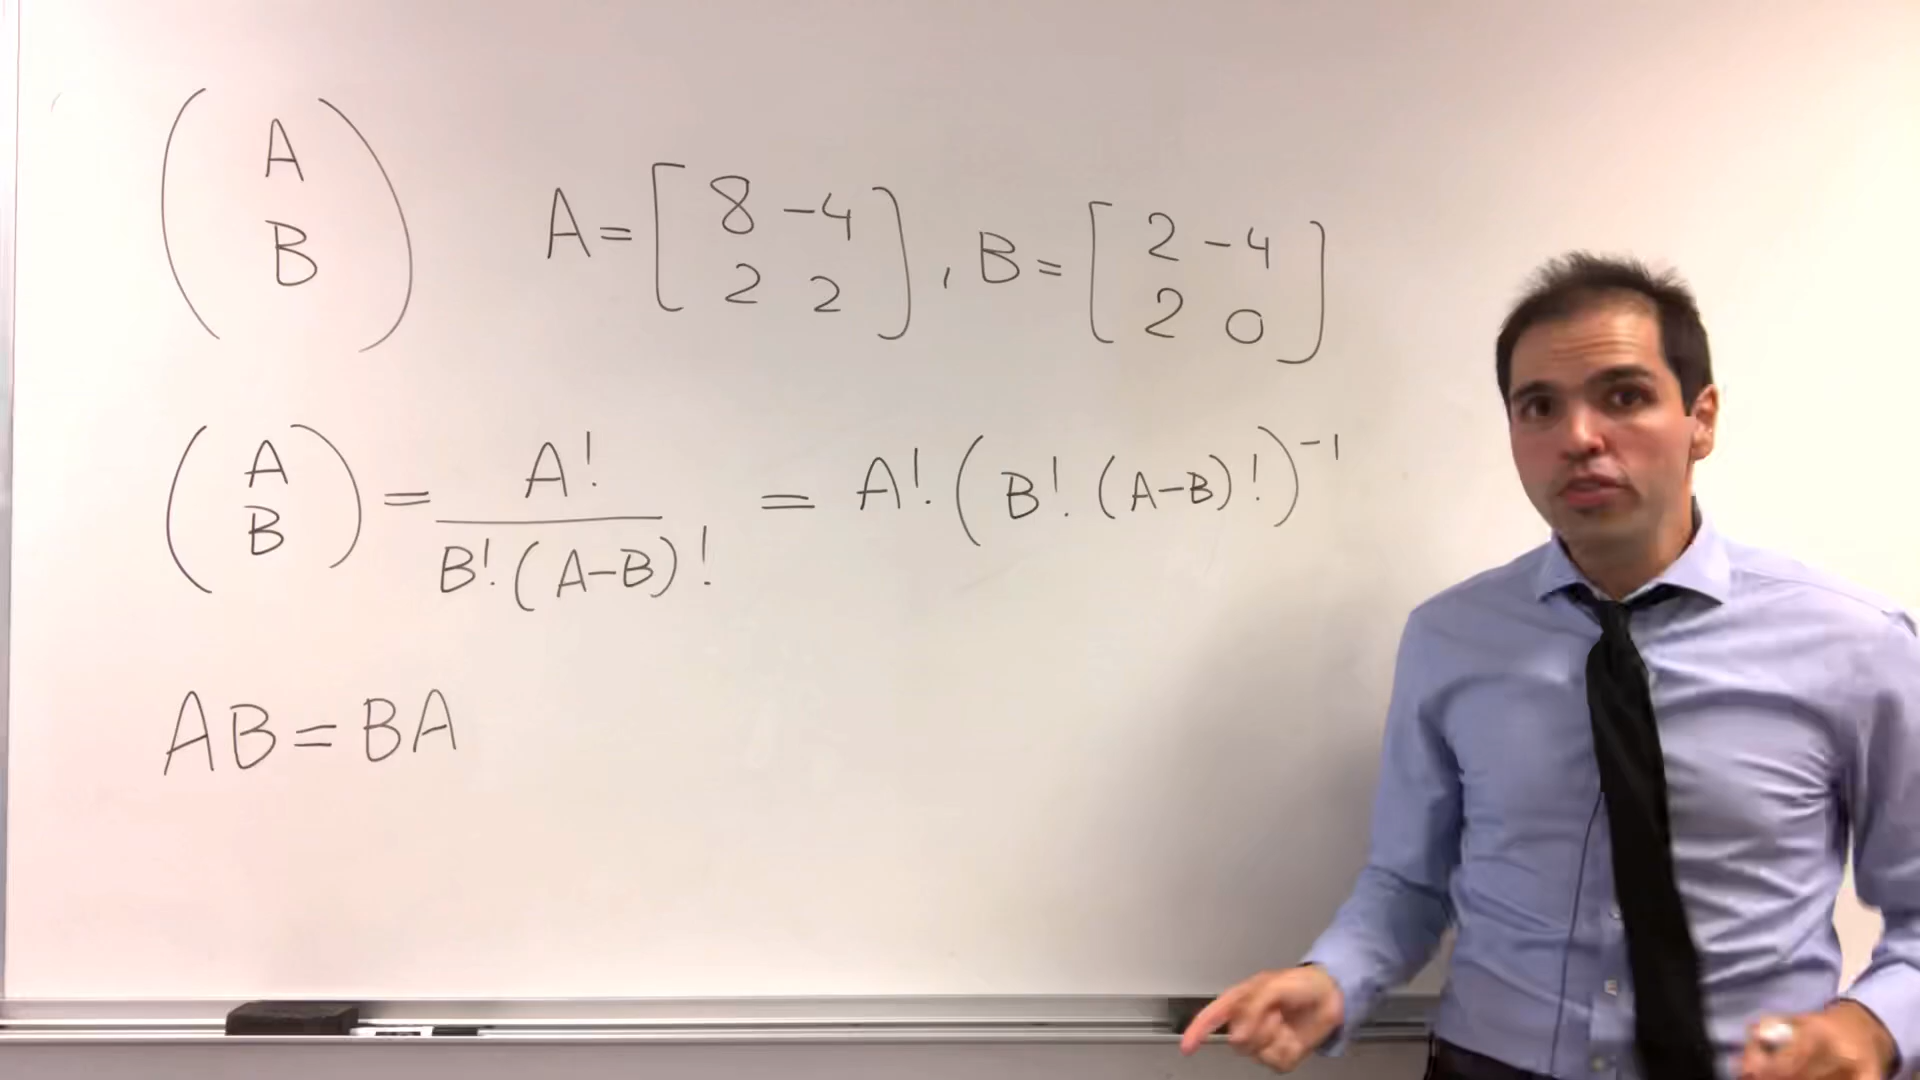 (A B) A = [8 -4 2 2], B = [2 -4 2 0]
(A B) = A! / B! (A-B)! = A! (B! (A-B)!)^-1
AB = BA